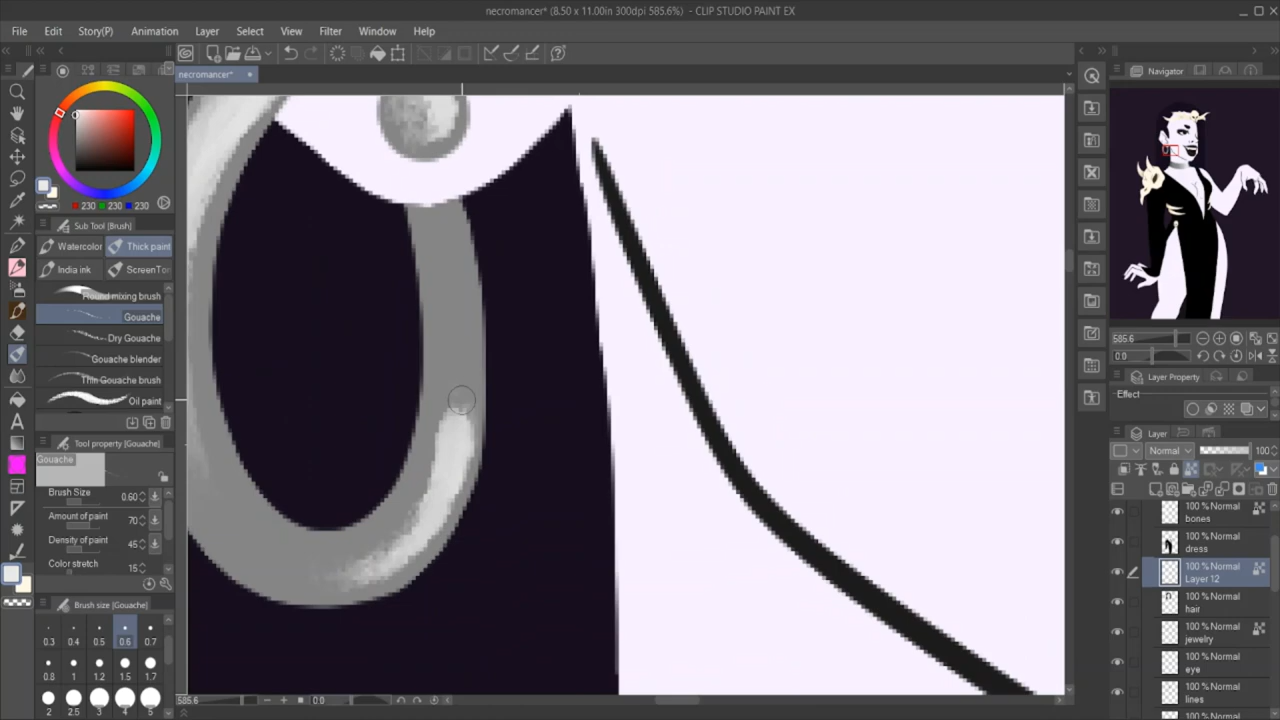 necromancer* (8.50 x 11.00in 300dpi 585.6%) - CLIP STUDIO PAINT EX
File Edit Story(P) Animation Layer Select View Filter Window Help
necromancer*
Navigator
230 230 230
Sub Tool [Brush]
Watercolor Thick paint
India ink ScreenTor
Round mixing brush
Gouache
Dry Gouache
Gouache blender
Thin Gouache brush
Oil paint
Tool property [Gouache]
Gouache
Brush Size 0.60
Amount of paint 70
Density of paint 45
Color stretch 15
Brush size [Gouache]
0.3 0.4 0.5 0.6 0.7
0.8 1 1.2 1.5 1.7
2 2.5 3 4 5
585.6 0.0
585.6
0.0
Layer Property
Effect
Layer
Normal 100
100 % Normal
bones
100 % Normal
dress
100 % Normal
Layer 12
100 % Normal
hair
100 % Normal
jewelry
100 % Normal
eye
100 % Normal
lines
100 % Normal